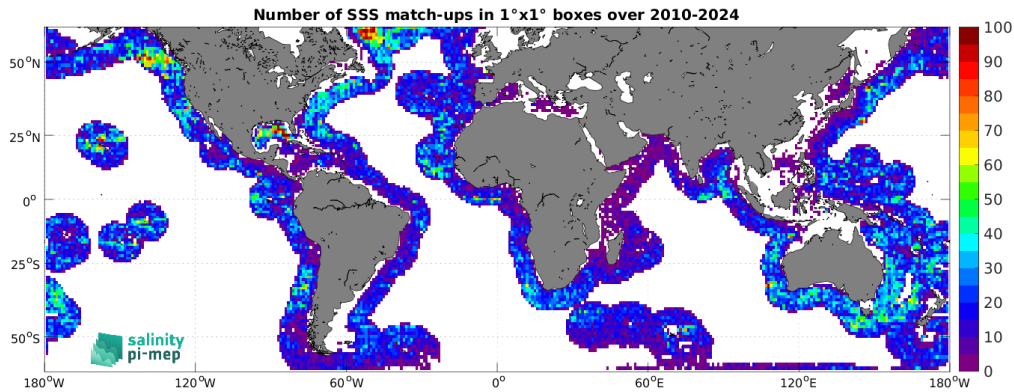 Number of SSS match-ups in 1°x1° boxes over 2010-2024
50°N
25°N
0°
25°S
50°S
180°W
120°W
60°W
0°
60°E
120°E
180°W
100
90
80
70
60
50
40
30
20
10
0
salinity
pi-mep